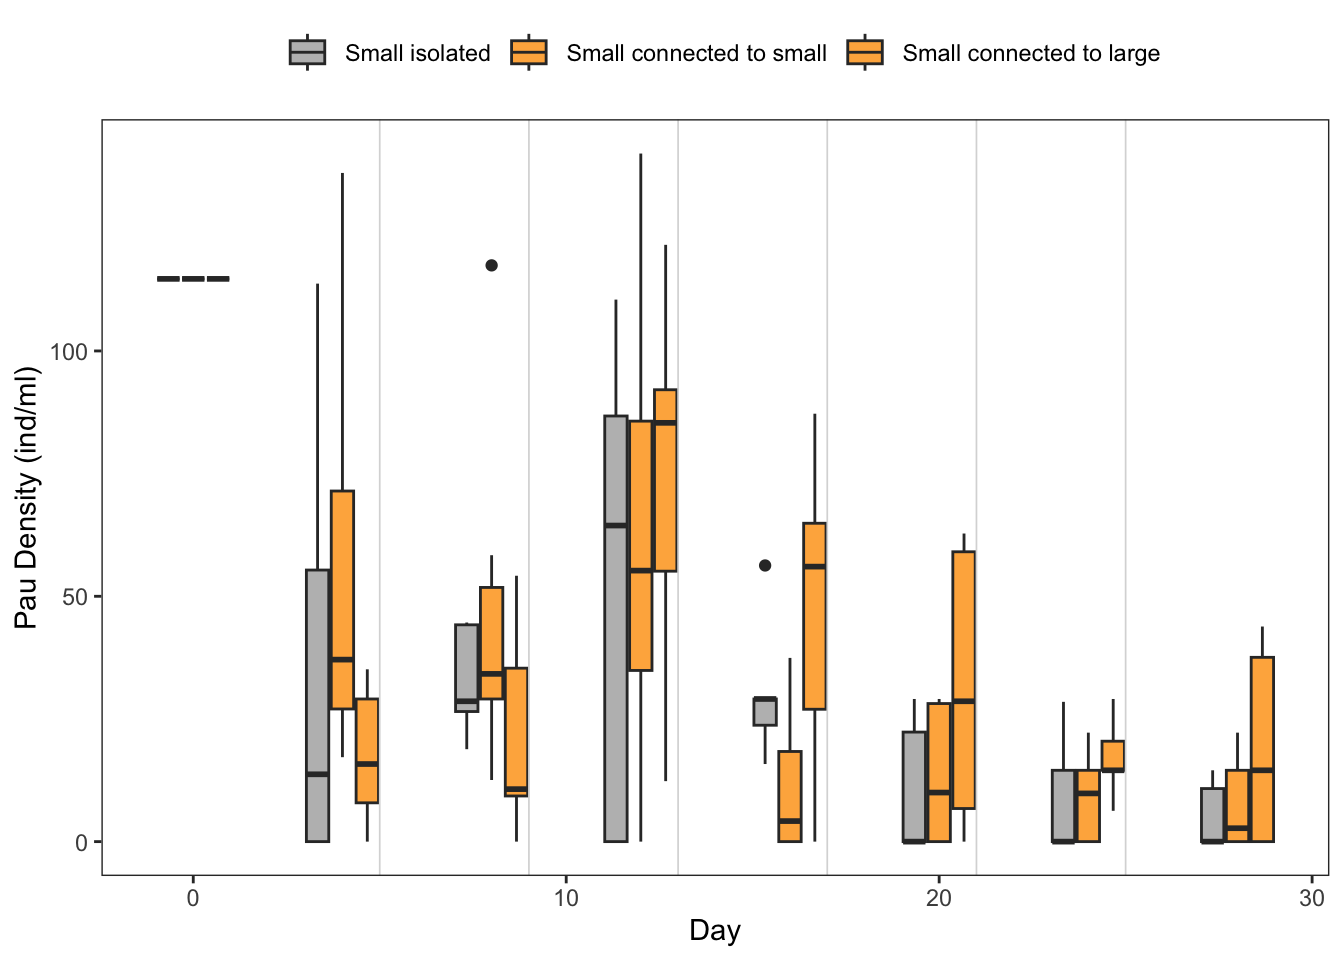 Small isolated Small connected to small Small connected to large
Pau Density (ind/ml)
100
50
0
0 10 20 30
Day